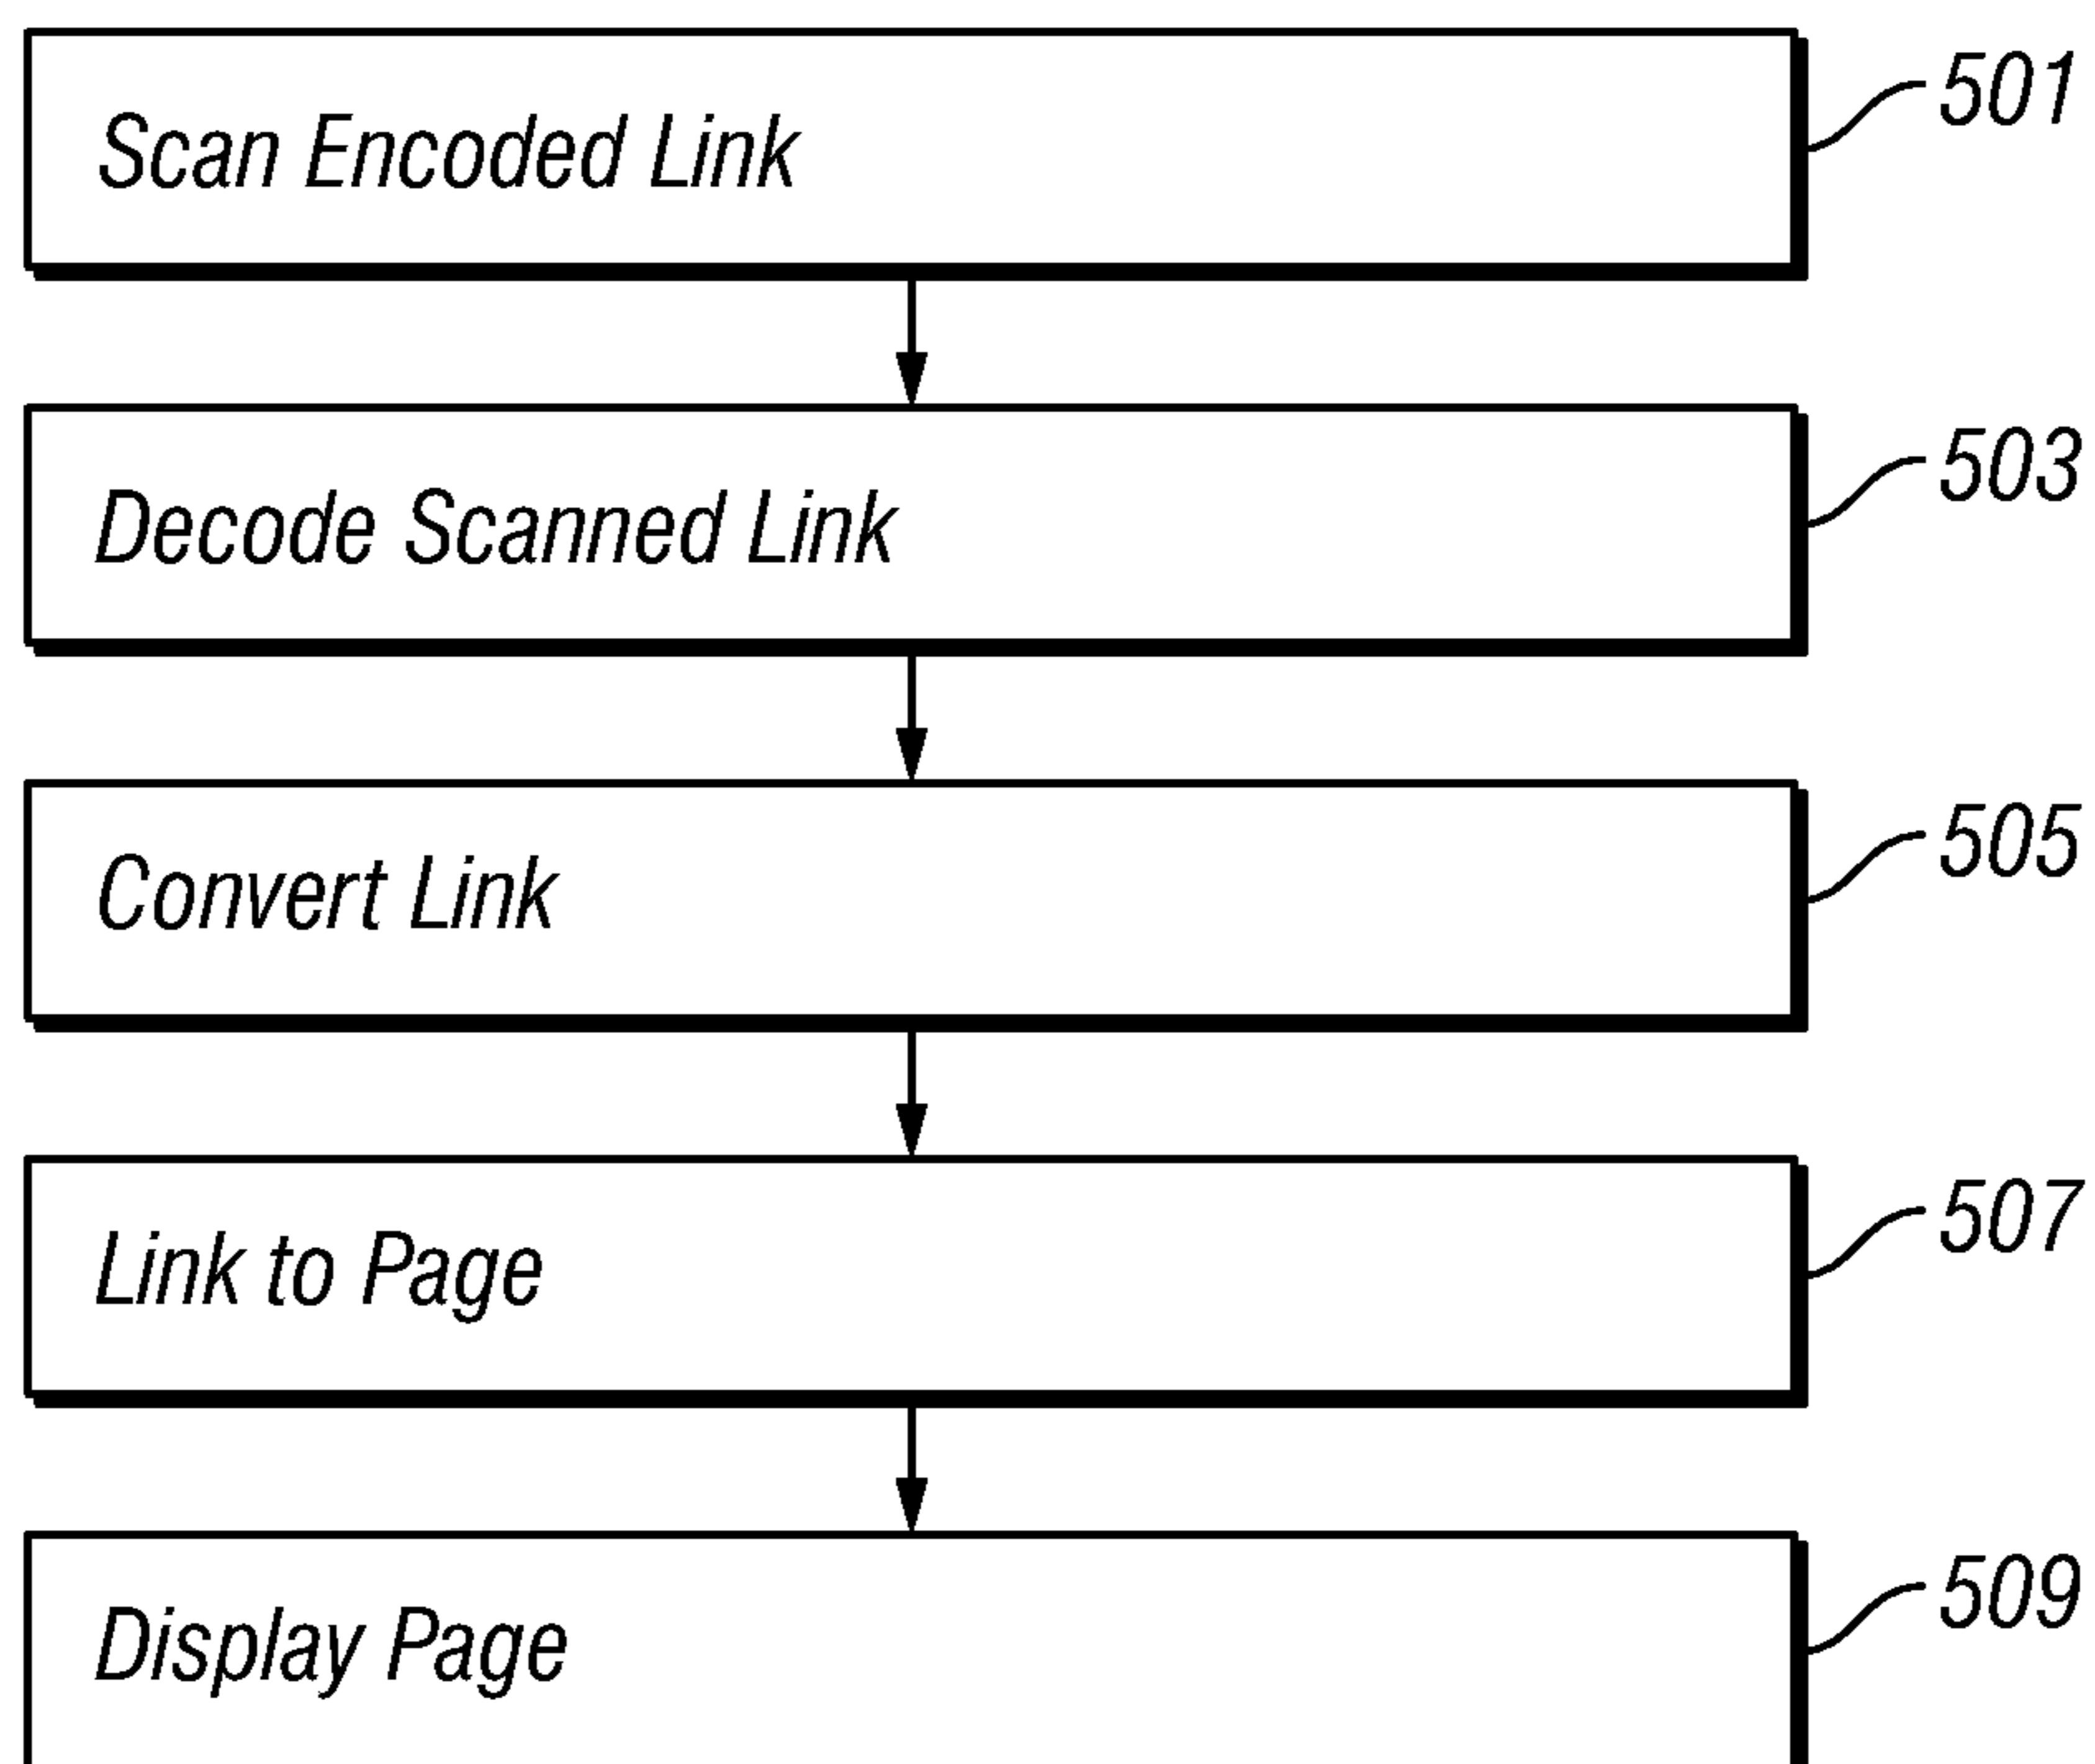 Scan Encoded Link
501
Decode Scanned Link
503
Convert Link
505
Link to Page
507
Display Page
509